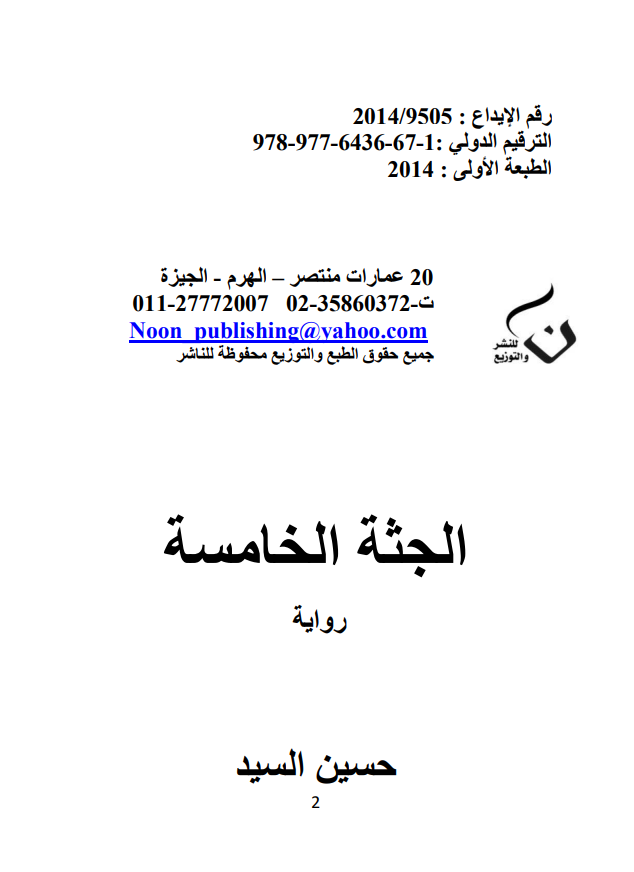 رقم الإيداع : 2014/9505
الترقيم الدولي :978-977-6436-67-1
الطبعة الأولى : 2014
20 عمارات منتصر – الهرم - الجيزة
ت-02-35860372 011-27772007
Noon_publishing@yahoo.com
جميع حقوق الطبع والتوزيع محفوظة للناشر
ن
للنشر
والتوزيع
الجثة الخامسة
رواية
حسين السيد
2